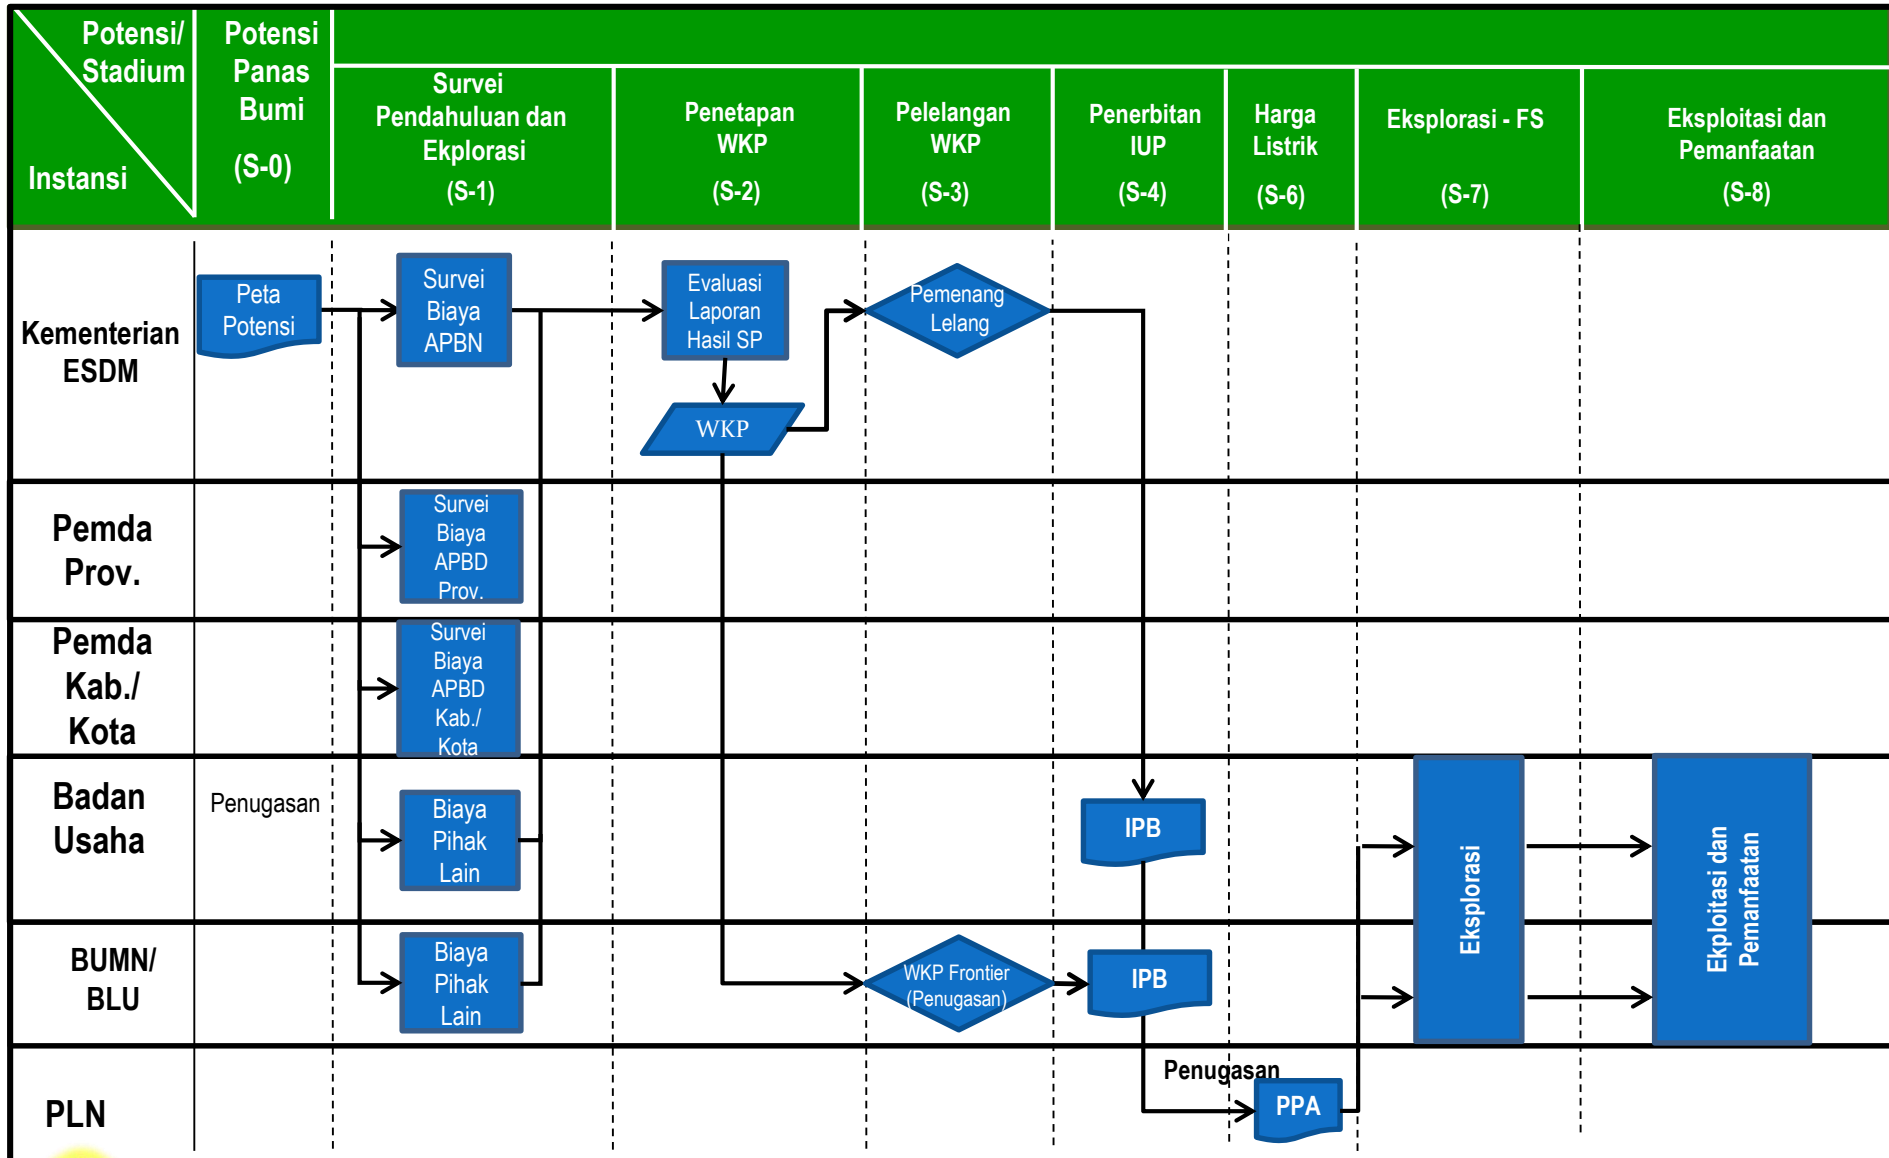 Potensi/
Stadium
Instansi
Potensi
Panas
Bumi
(S-0)
Survei
Pendahuluan dan
Ekplorasi
(S-1)
Penetapan
WKP
(S-2)
Pelelangan
WKP
(S-3)
Penerbitan
IUP
(S-4)
Harga
Listrik
(S-6)
Eksplorasi - FS
(S-7)
Eksploitasi dan
Pemanfaatan
(S-8)
Kementerian
ESDM
Peta
Potensi
Survei
Biaya
APBN
Evaluasi
Laporan
Hasil SP
WKP
Pemenang
Lelang
Pemda
Prov.
Survei
Biaya
APBD
Prov.
Pemda
Kab./
Kota
Survei
Biaya
APBD
Kab./
Kota
Badan
Usaha
Penugasan
Biaya
Pihak
Lain
IPB
Eksplorasi
Ekploitasi dan
Pemanfaatan
BUMN/
BLU
Biaya
Pihak
Lain
WKP Frontier
(Penugasan)
IPB
PLN
Penugasan
PPA